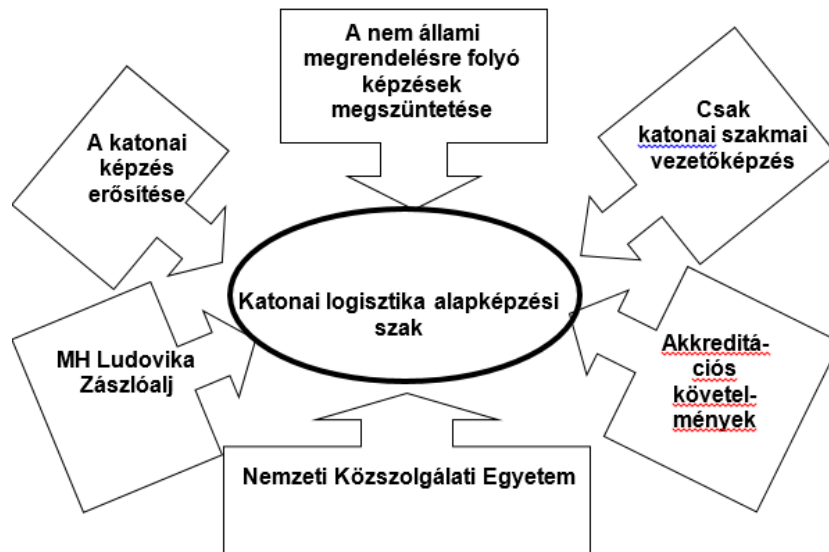 A nem állami
megrendelésre folyó
képzések
megszüntetése
A katonai
képzés
erősítése
Csak
katonai szakmai
vezetőképzés
Katonai logisztika alapképzési
szak
MH Ludovika
Zászlóalj
Akkreditá-
ciós
követel-
mények
Nemzeti Közszolgálati Egyetem